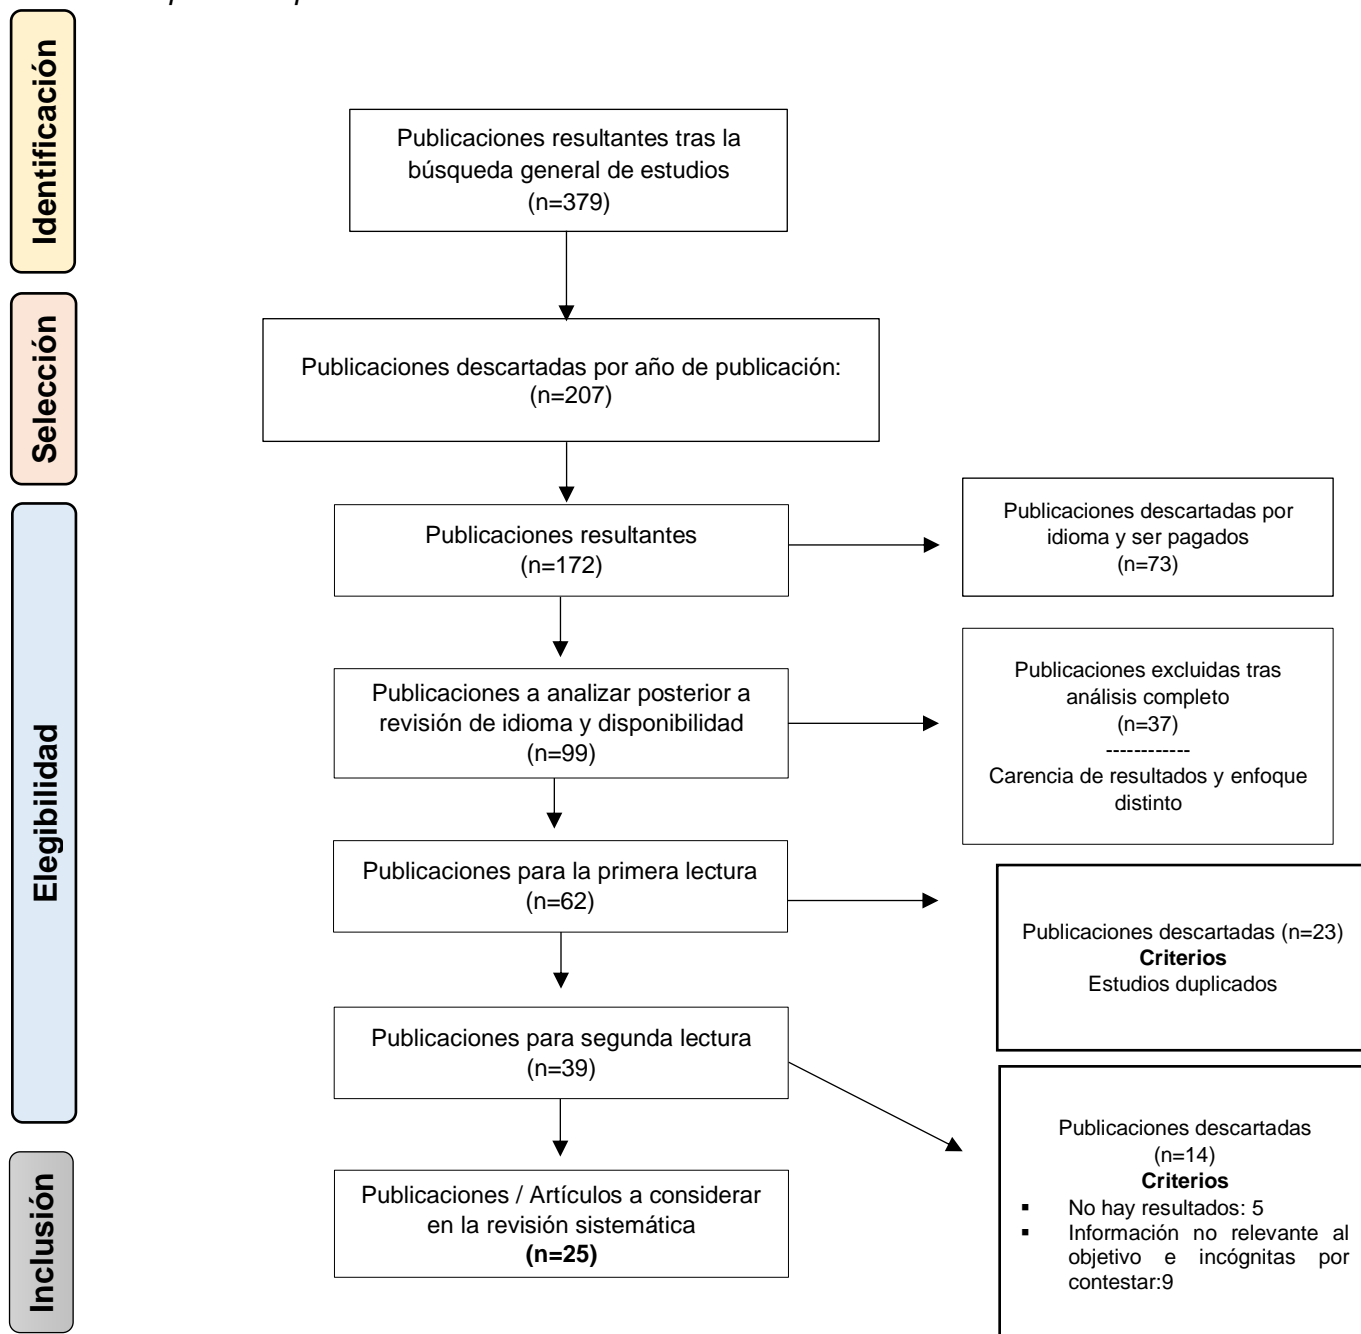 Identificación
Publicaciones resultantes tras la
búsqueda general de estudios
(n=379)
Selección
Publicaciones descartadas por año de publicación:
(n=207)
Elegibilidad
Publicaciones resultantes
(n=172)
Publicaciones descartadas por
idioma y ser pagados
(n=73)
Publicaciones a analizar posterior a
revisión de idioma y disponibilidad
(n=99)
Publicaciones excluidas tras
análisis completo
(n=37)
------------
Carencia de resultados y enfoque
distinto
Publicaciones para la primera lectura
(n=62)
Publicaciones descartadas (n=23)
Criterios
Estudios duplicados
Publicaciones para segunda lectura
(n=39)
Publicaciones descartadas
(n=14)
Criterios
▪ No hay resultados: 5
▪ Información no relevante al
objetivo e incógnitas por
contestar:9
Inclusión
Publicaciones / Artículos a considerar
en la revisión sistemática
(n=25)